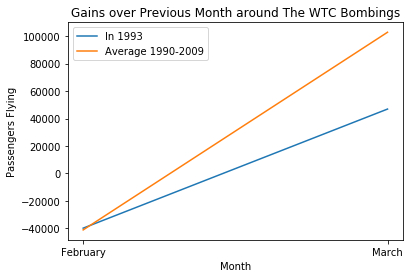 Gains over Previous Month around The WTC Bombings
In 1993
Average 1990-2009
100000
80000
60000
40000
20000
0
−20000
−40000
Passengers Flying
February
March
Month